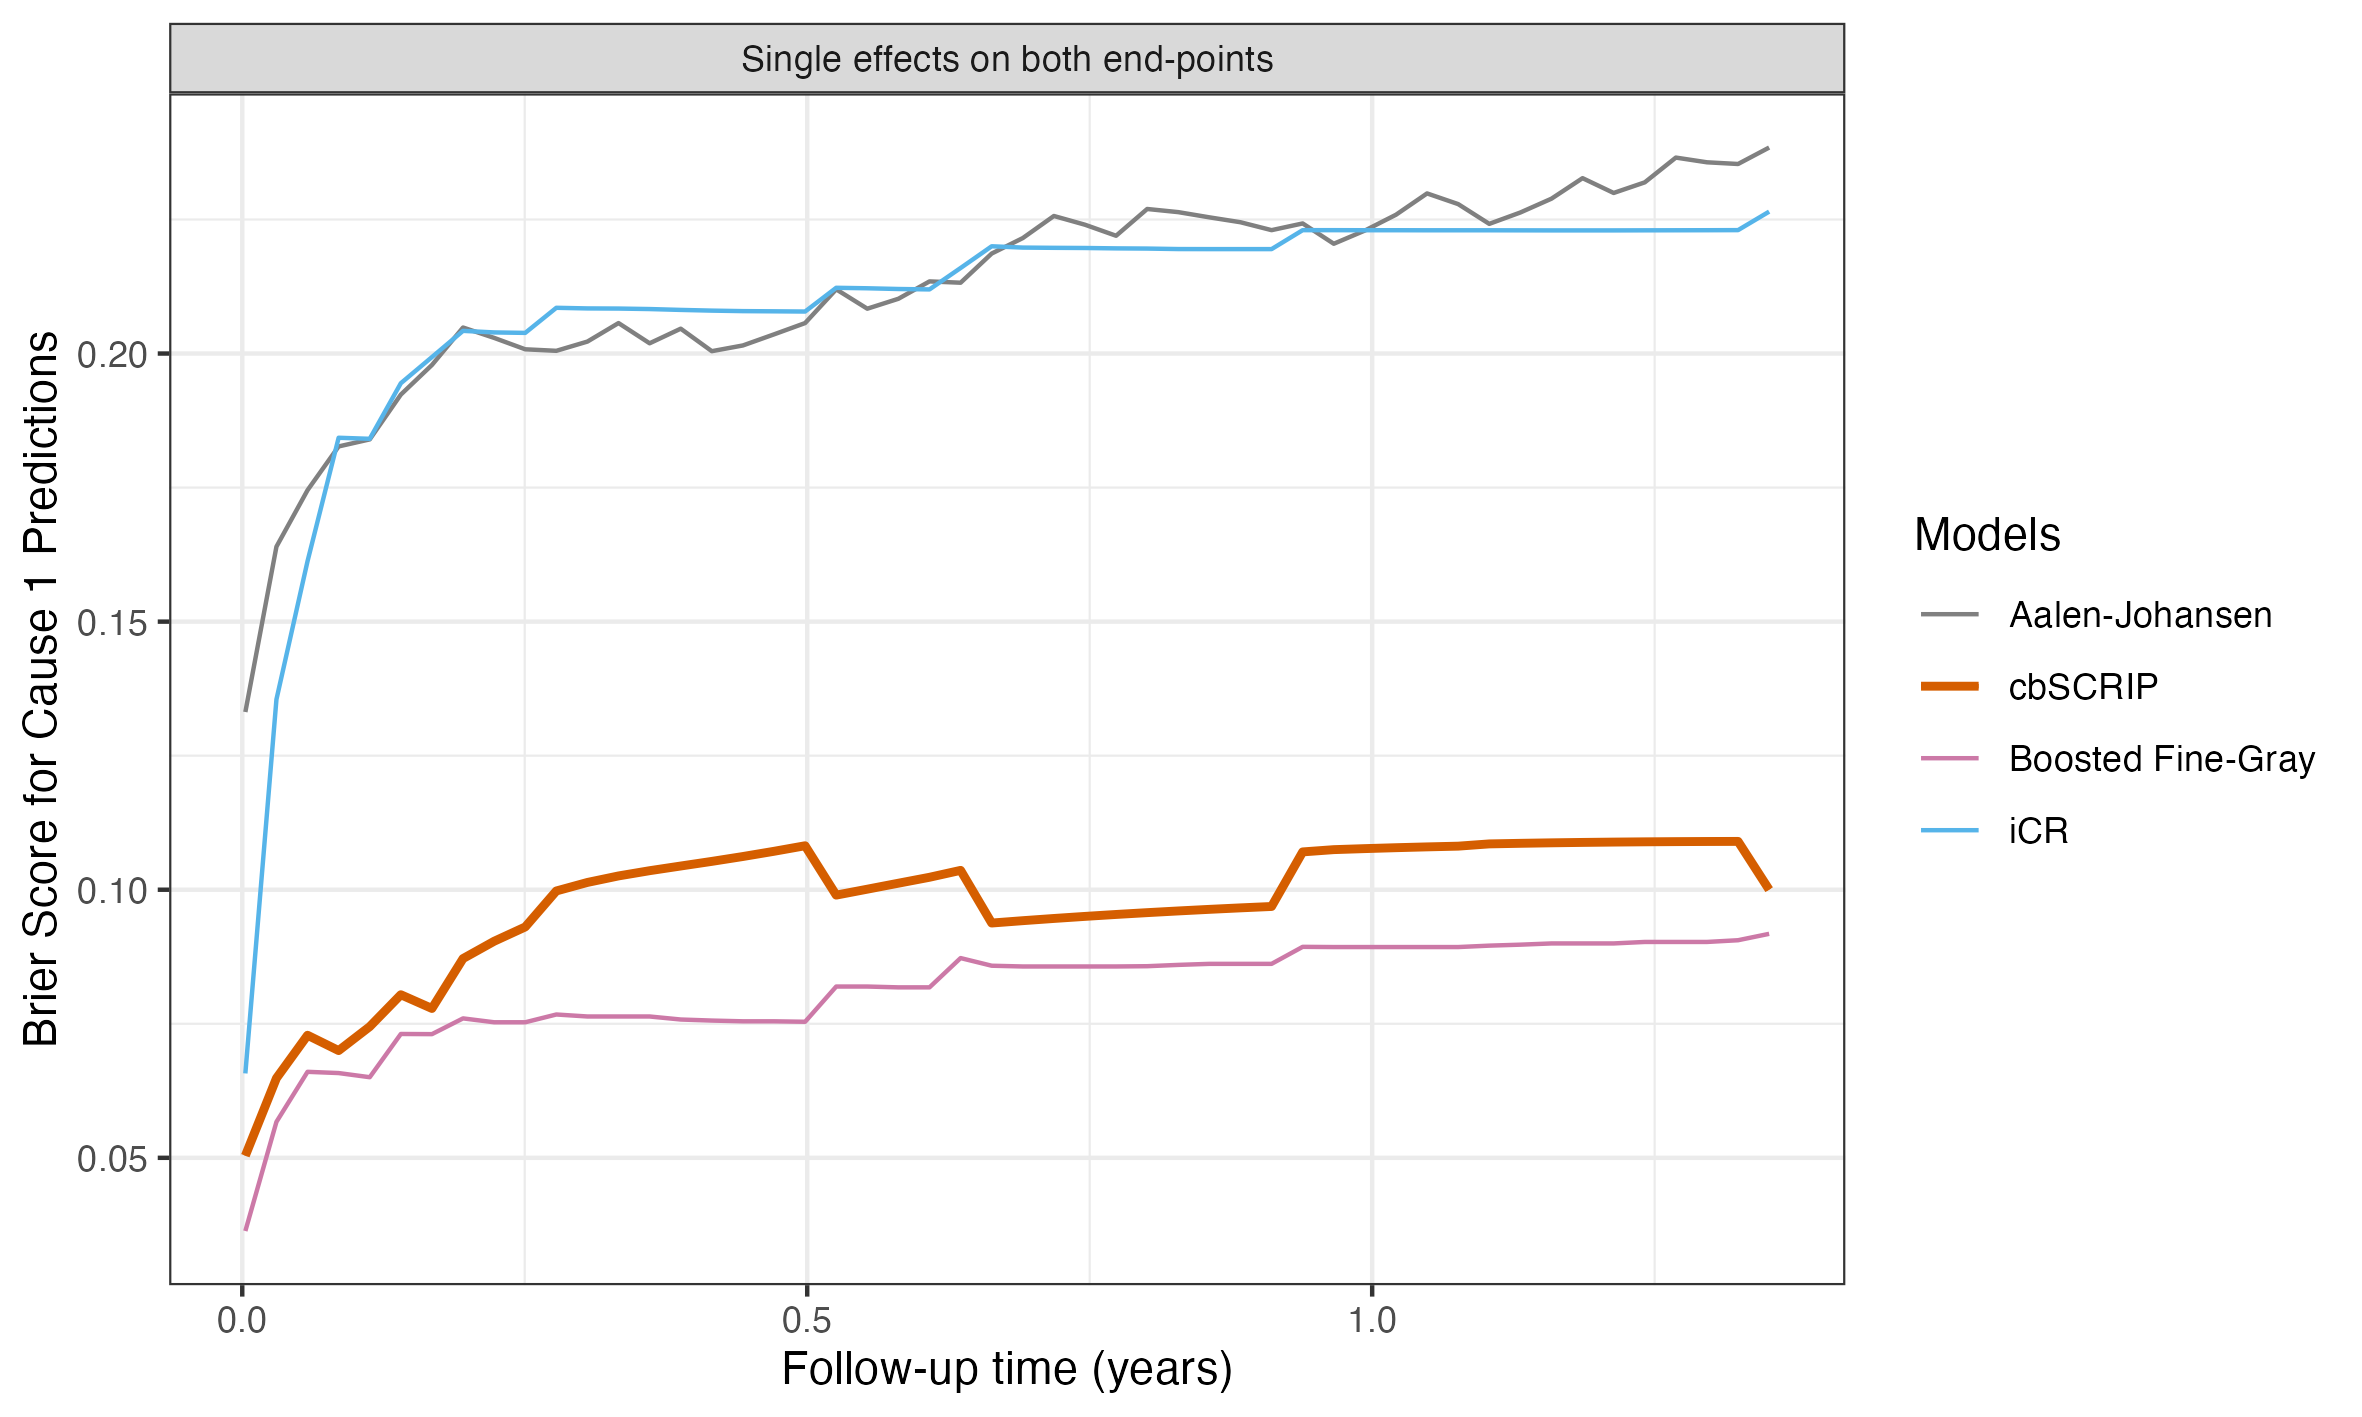 Single effects on both end-points
Brier Score for Cause 1 Predictions
0.20
0.15
0.10
0.05
0.0
0.5
1.0
Follow-up time (years)
Models
Aalen-Johansen
cbSCRIP
Boosted Fine-Gray
iCR